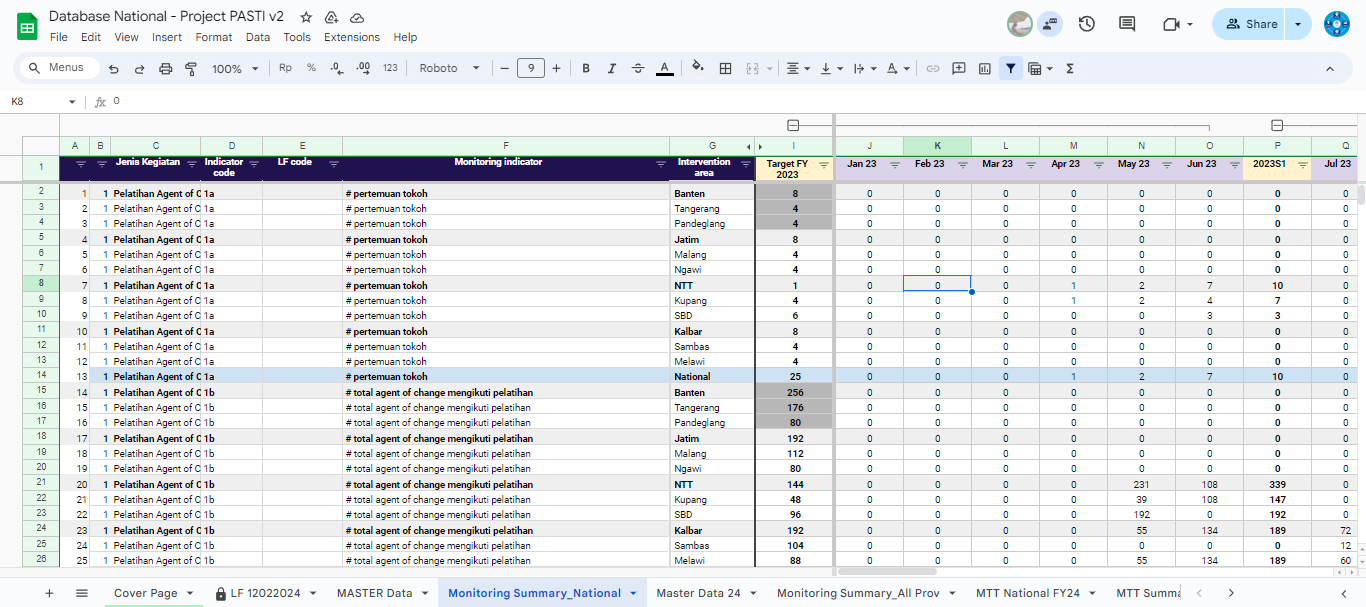 Database National - Project PASTI v2
File Edit View Insert Format Data Tools Extensions Help
Share
Menus 100% Rp % .0 .00 123 Roboto 9 B I A
K8 0
A B C D E F G I J K L M N O P Q
1 Jenis Kegiatan Indicator code LF code Monitoring indicator Intervention area Target FY 2023 Jan 23 Feb 23 Mar 23 Apr 23 May 23 Jun 23 2023S1 Jul 23
2 1 1 Pelatihan Agent of C 1a # pertemuan tokoh Banten 8 0 0 0 0 0 0 0 0
3 2 1 Pelatihan Agent of C 1a # pertemuan tokoh Tangerang 4 0 0 0 0 0 0 0 0
4 3 1 Pelatihan Agent of C 1a # pertemuan tokoh Pandeglang 4 0 0 0 0 0 0 0 0
5 4 1 Pelatihan Agent of C 1a # pertemuan tokoh Jatim 8 0 0 0 0 0 0 0 0
6 5 1 Pelatihan Agent of C 1a # pertemuan tokoh Malang 4 0 0 0 0 0 0 0 0
7 6 1 Pelatihan Agent of C 1a # pertemuan tokoh Ngawi 4 0 0 0 0 0 0 0 0
8 7 1 Pelatihan Agent of C 1a # pertemuan tokoh NTT 1 0 0 0 1 2 7 10 0
9 8 1 Pelatihan Agent of C 1a # pertemuan tokoh Kupang 4 0 0 0 1 2 4 7 0
10 9 1 Pelatihan Agent of C 1a # pertemuan tokoh SBD 6 0 0 0 0 0 3 3 0
11 10 1 Pelatihan Agent of C 1a # pertemuan tokoh Kalbar 8 0 0 0 0 0 0 0 0
12 11 1 Pelatihan Agent of C 1a # pertemuan tokoh Sambas 4 0 0 0 0 0 0 0 0
13 12 1 Pelatihan Agent of C 1a # pertemuan tokoh Melawi 4 0 0 0 0 0 0 0 0
14 13 1 Pelatihan Agent of C 1a # pertemuan tokoh National 25 0 0 0 1 2 7 10 0
15 14 1 Pelatihan Agent of C 1b # total agent of change mengikuti pelatihan Banten 256 0 0 0 0 0 0 0 0
16 15 1 Pelatihan Agent of C 1b # total agent of change mengikuti pelatihan Tangerang 176 0 0 0 0 0 0 0 0
17 16 1 Pelatihan Agent of C 1b # total agent of change mengikuti pelatihan Pandeglang 80 0 0 0 0 0 0 0 0
18 17 1 Pelatihan Agent of C 1b # total agent of change mengikuti pelatihan Jatim 192 0 0 0 0 0 0 0 0
19 18 1 Pelatihan Agent of C 1b # total agent of change mengikuti pelatihan Malang 112 0 0 0 0 0 0 0 0
20 19 1 Pelatihan Agent of C 1b # total agent of change mengikuti pelatihan Ngawi 80 0 0 0 0 0 0 0 0
21 20 1 Pelatihan Agent of C 1b # total agent of change mengikuti pelatihan NTT 144 0 0 0 0 231 108 339 0
22 21 1 Pelatihan Agent of C 1b # total agent of change mengikuti pelatihan Kupang 48 0 0 0 0 39 108 147 0
23 22 1 Pelatihan Agent of C 1b # total agent of change mengikuti pelatihan SBD 96 0 0 0 0 192 0 192 0
24 23 1 Pelatihan Agent of C 1b # total agent of change mengikuti pelatihan Kalbar 192 0 0 0 0 55 134 189 72
25 24 1 Pelatihan Agent of C 1b # total agent of change mengikuti pelatihan Sambas 104 0 0 0 0 0 0 0 12
26 25 1 Pelatihan Agent of C 1b # total agent of change mengikuti pelatihan Melawi 88 0 0 0 0 55 134 189 60
Cover Page LF 12022024 MASTER Data Monitoring Summary_National Master Data 24 Monitoring Summary_All Prov MTT National FY24 MTT Summa